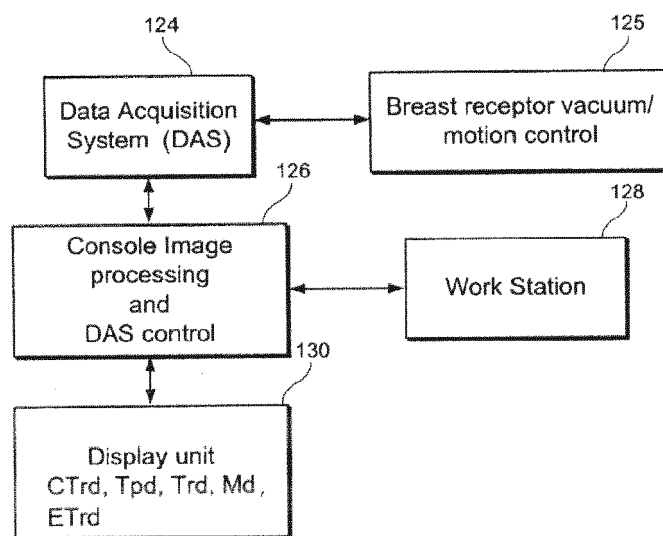 124
125
Data Acquisition
System (DAS)
Breast receptor vacuum/
motion control
126
128
Console Image
processing
and
DAS control
Work Station
130
Display unit
CTrd, Tpd, Trd, Md,
ETrd